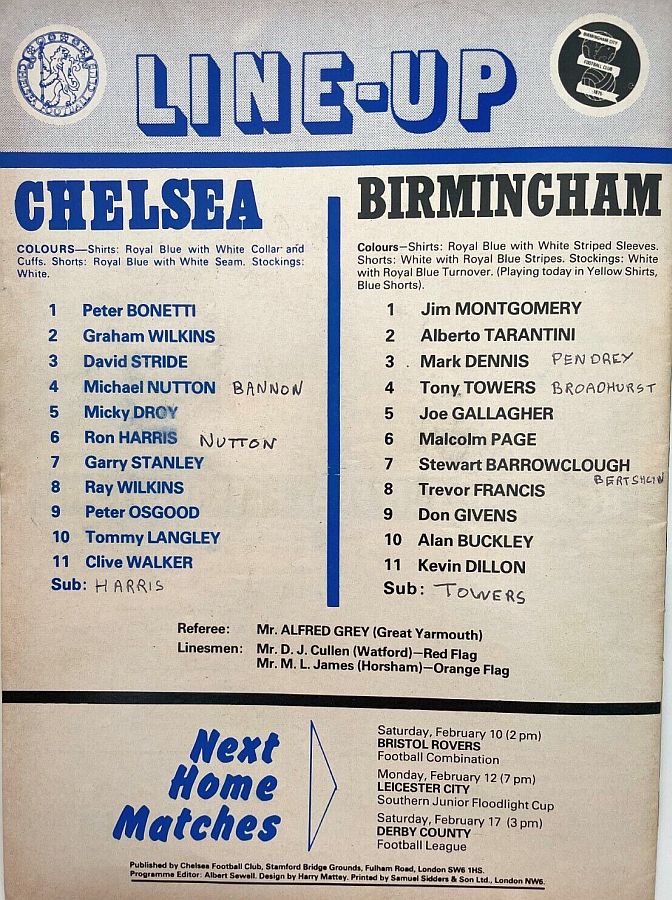 LINE-UP
CHELSEA FOOTBALL CLUB
BIRMINGHAM CITY
FOOTBALL CLUB
1875
CHELSEA
COLOURS—Shirts: Royal Blue with White Collar and
Cuffs. Shorts: Royal Blue with White Seam. Stockings:
White.
1 Peter BONETTI
2 Graham WILKINS
3 David STRIDE
4 Michael NUTTON BANNON
5 Micky DROY
6 Ron HARRIS NUTTON
7 Garry STANLEY
8 Ray WILKINS
9 Peter OSGOOD
10 Tommy LANGLEY
11 Clive WALKER
Sub: HARRIS
BIRMINGHAM
Colours—Shirts: Royal Blue with White Striped Sleeves.
Shorts: White with Royal Blue Stripes. Stockings: White
with Royal Blue Turnover. (Playing today in Yellow Shirts,
Blue Shorts).
1 Jim MONTGOMERY
2 Alberto TARANTINI
3 Mark DENNIS PENDREY
4 Tony TOWERS BROADHURST
5 Joe GALLAGHER
6 Malcolm PAGE
7 Stewart BARROWCLOUGH
8 Trevor FRANCIS
9 Don GIVENS
10 Alan BUCKLEY
11 Kevin DILLON
Sub: TOWERS
Referee: Mr. ALFRED GREY (Great Yarmouth)
Linesmen: Mr. D. J. Cullen (Watford)—Red Flag
Mr. M. L. James (Horsham)—Orange Flag
Next
Home
Matches
Saturday, February 10 (2 pm)
BRISTOL ROVERS
Football Combination
Monday, February 12 (7 pm)
LEICESTER CITY
Southern Junior Floodlight Cup
Saturday, February 17 (3 pm)
DERBY COUNTY
Football League
Published by Chelsea Football Club, Stamford Bridge Grounds, Fulham Road, London SW6 1HS.
Programme Editor: Albert Sewell. Design by Harry Mattey. Printed by Samuel Sidders & Son Ltd., London NW6.